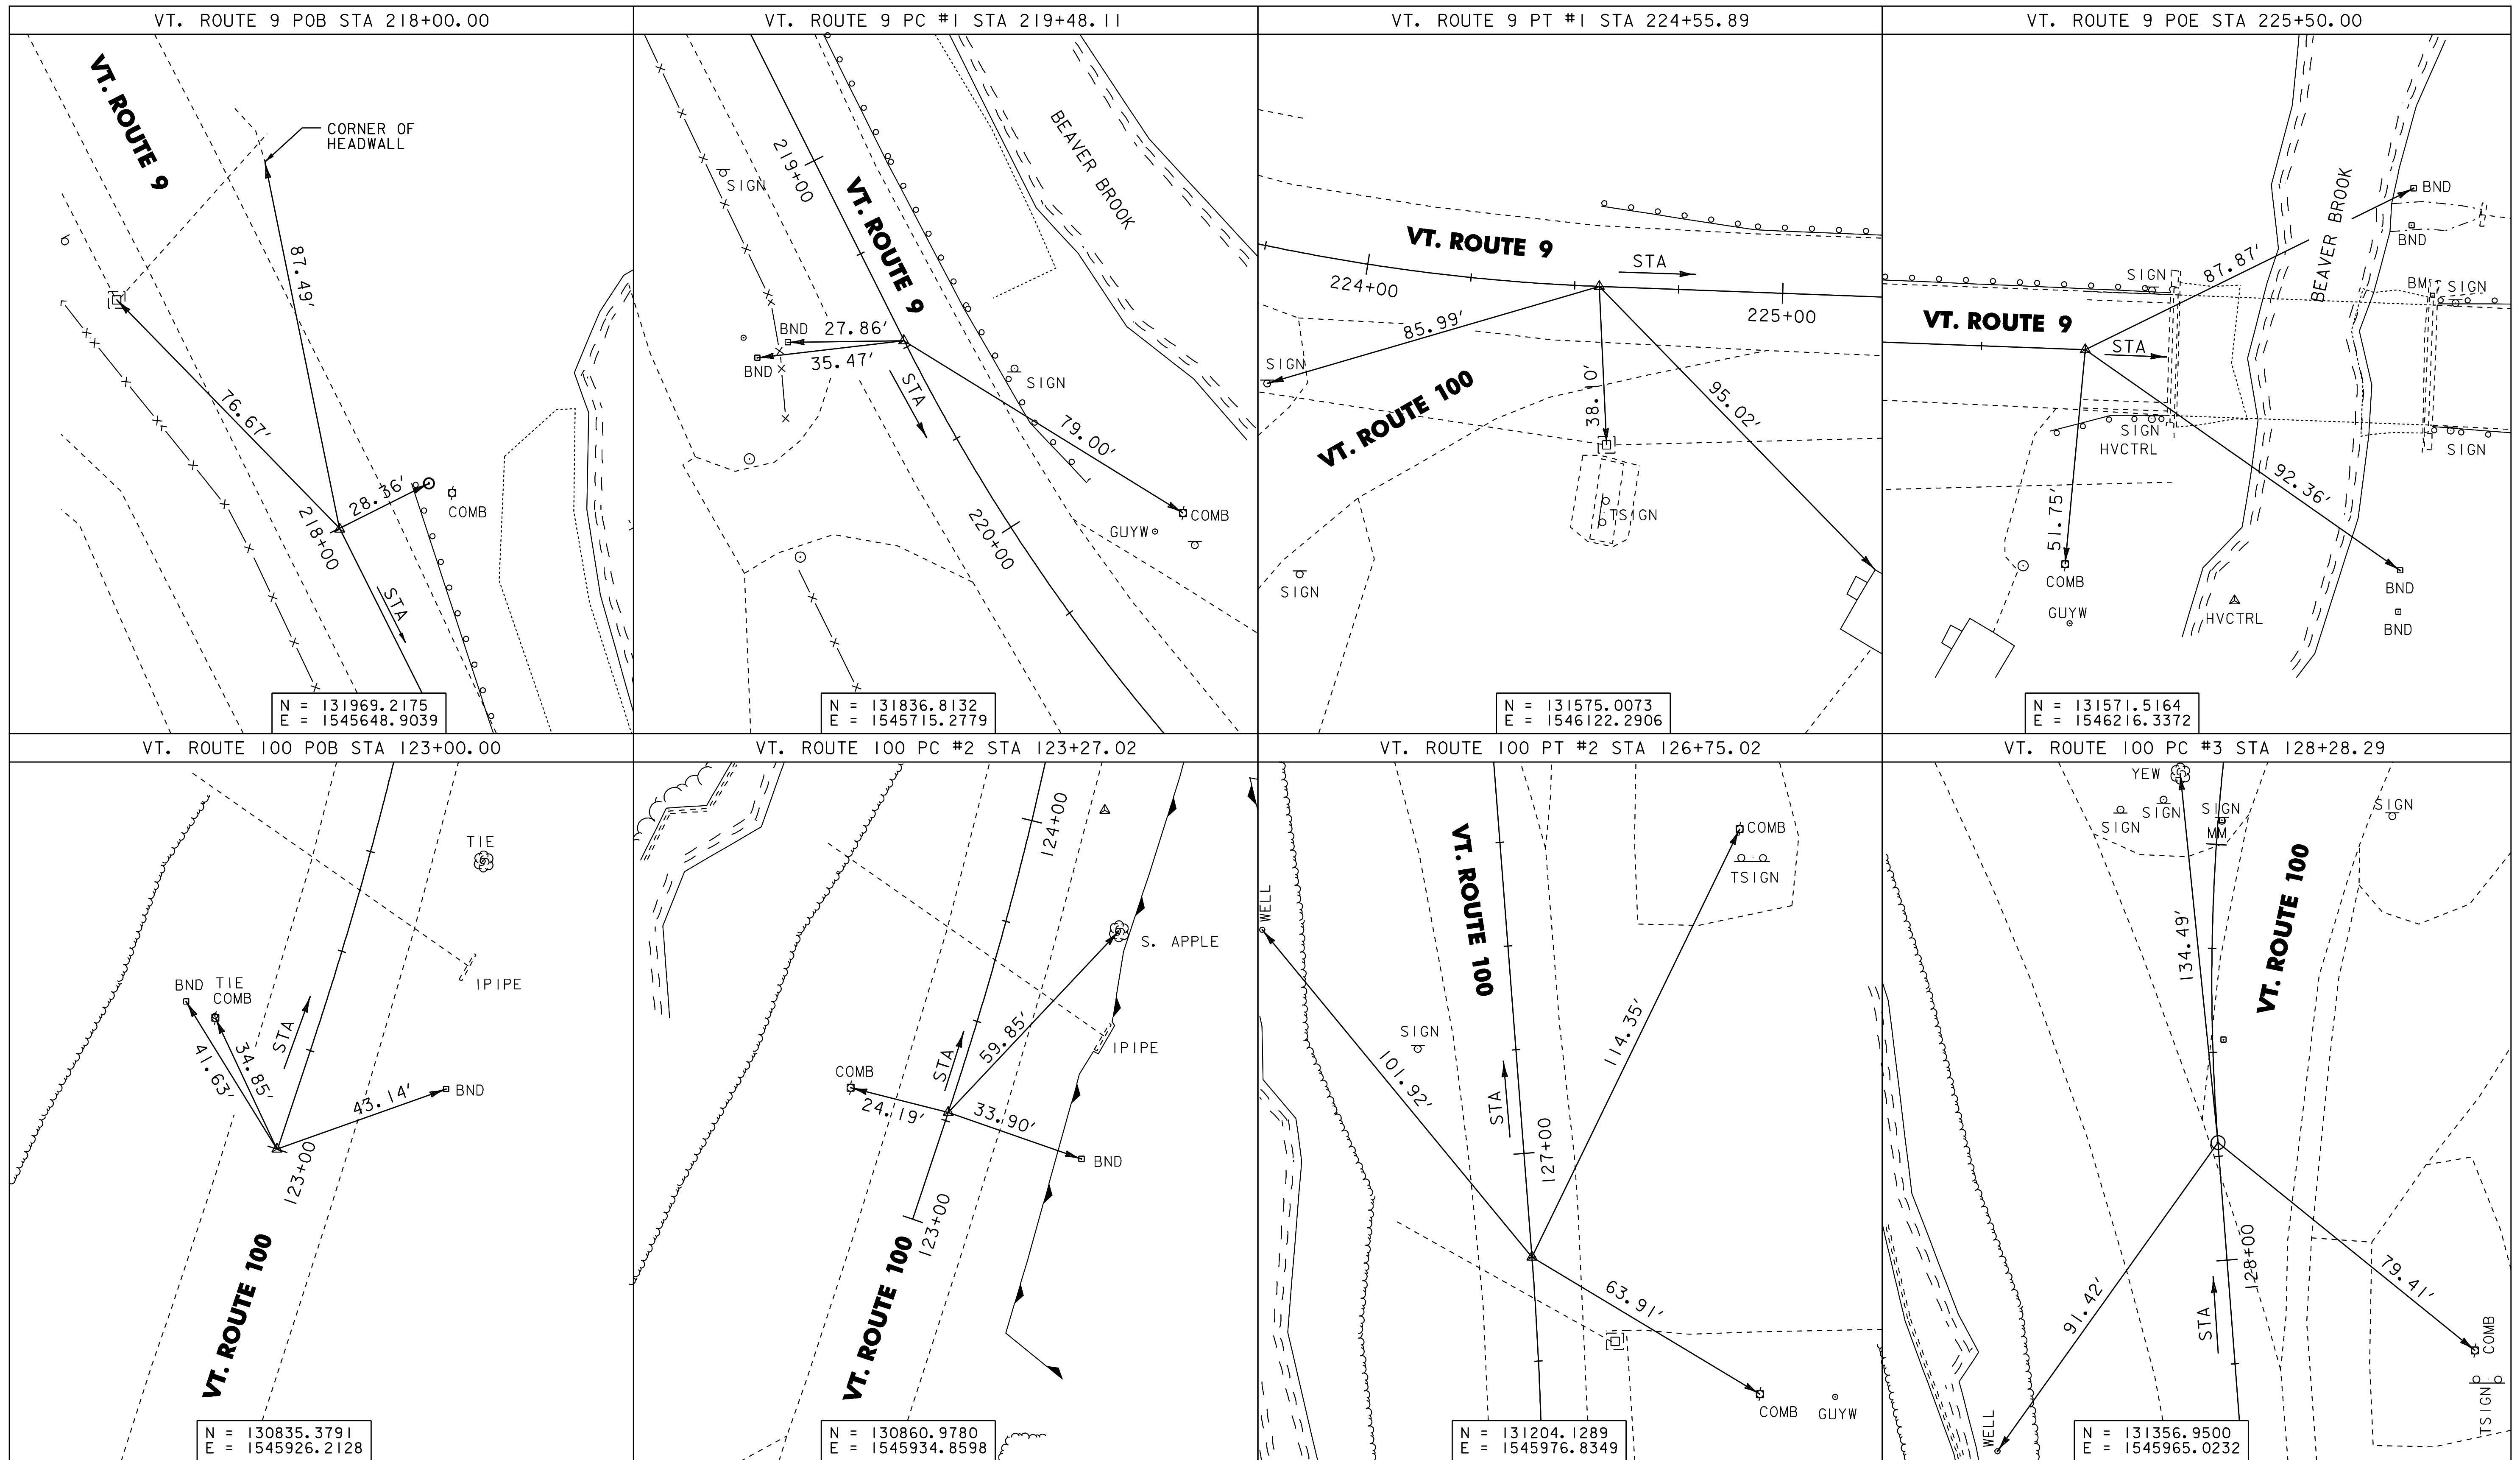 VT. ROUTE 9 POB STA 218+00.00
VT. ROUTE 9
CORNER OF
HEADWALL
87.49'
76.67'
28.36'
COMB
218+00
STA
N = 131969.2175
E = 1545648.9039
VT. ROUTE 9 PC #1 STA 219+48.11
BEAVER BROOK
219+00
SIGN
VT. ROUTE 9
BND
27.86'
35.47'
BND
STA
SIGN
79.00'
COMB
220+00
GUYW
N = 131836.8132
E = 1545715.2779
VT. ROUTE 9 PT #1 STA 224+55.89
VT. ROUTE 9
STA
224+00
225+00
85.99'
SIGN
38.10'
95.02'
VT. ROUTE 100
TSIGN
SIGN
N = 131575.0073
E = 1546122.2906
VT. ROUTE 9 POE STA 225+50.00
BND
BEAVER BROOK
BND
87.87'
SIGN
BM
SIGN
VT. ROUTE 9
STA
SIGN
HVCTRL
SIGN
92.36'
51.75'
COMB
BND
GUYW
HVCTRL
BND
N = 131571.5164
E = 1546216.3372
VT. ROUTE 100 POB STA 123+00.00
TIE
BND
TIE
COMB
IPIPE
STA
34.85'
41.63'
43.14'
BND
123+00
VT. ROUTE 100
N = 130835.3791
E = 1545926.2128
VT. ROUTE 100 PC #2 STA 123+27.02
124+00
S. APPLE
59.85'
IPIPE
STA
COMB
24.19'
33.90'
BND
123+00
VT. ROUTE 100
N = 130860.9780
E = 1545934.8598
VT. ROUTE 100 PT #2 STA 126+75.02
VT. ROUTE 100
COMB
TSIGN
WELL
SIGN
114.35'
101.92'
STA
127+00
63.91'
COMB
GUYW
N = 131204.1289
E = 1545976.8349
VT. ROUTE 100 PC #3 STA 128+28.29
YEW
SIGN
SIGN
SIGN
MM
SIGN
VT. ROUTE 100
134.49'
128+00
79.41'
91.42'
STA
COMB
TSIGN
WELL
N = 131356.9500
E = 1545965.0232